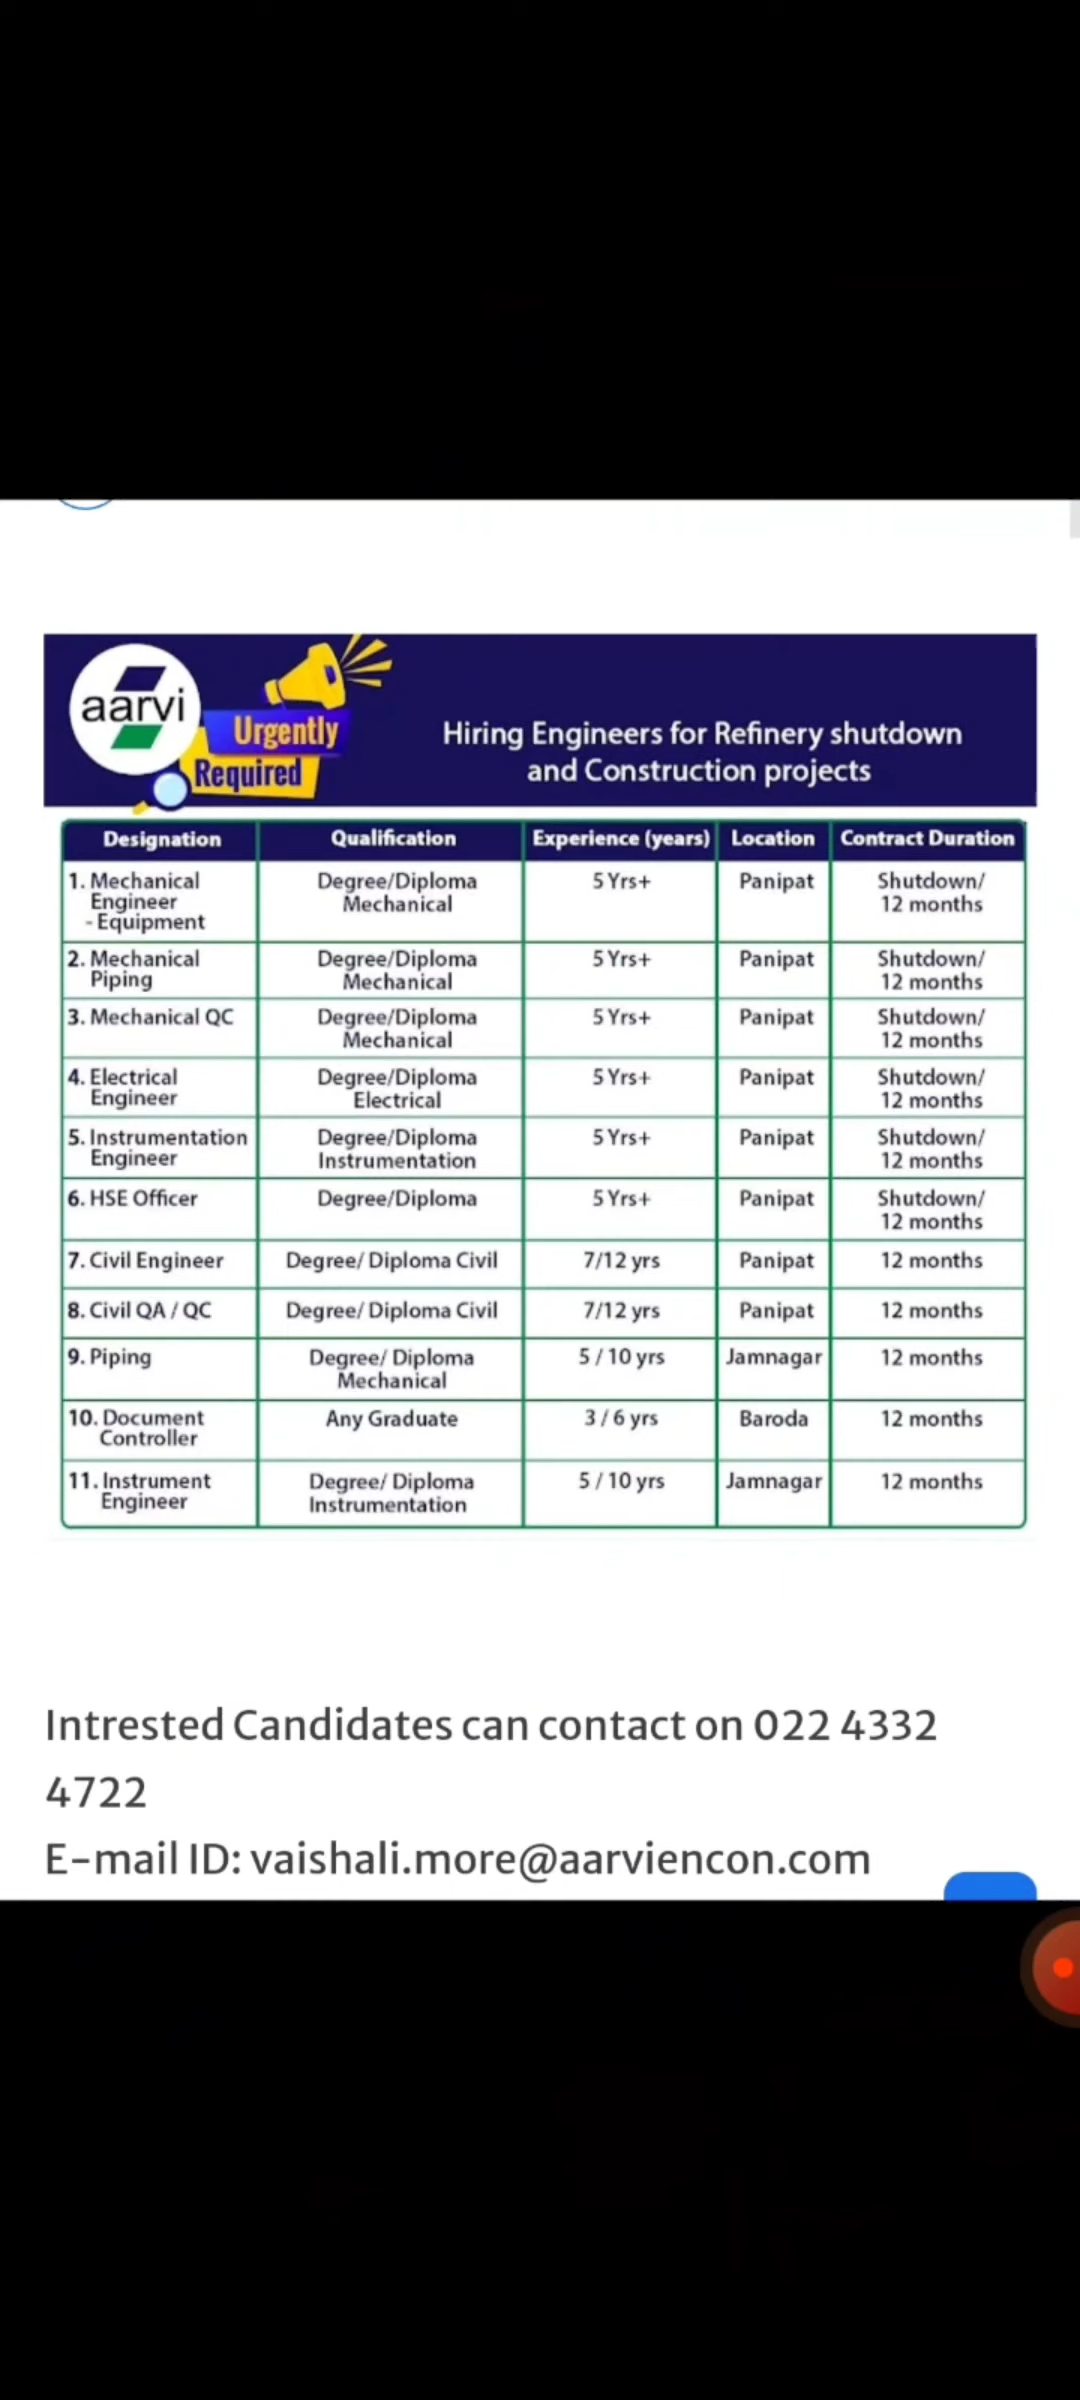 aarvi
Urgently
Required
Hiring Engineers for Refinery shutdown
and Construction projects
Designation Qualification Experience (years) Location Contract Duration
1. Mechanical Engineer - Equipment Degree/Diploma Mechanical 5 Yrs+ Panipat Shutdown/ 12 months
2. Mechanical Piping Degree/Diploma Mechanical 5 Yrs+ Panipat Shutdown/ 12 months
3. Mechanical QC Degree/Diploma Mechanical 5 Yrs+ Panipat Shutdown/ 12 months
4. Electrical Engineer Degree/Diploma Electrical 5 Yrs+ Panipat Shutdown/ 12 months
5. Instrumentation Engineer Degree/Diploma Instrumentation 5 Yrs+ Panipat Shutdown/ 12 months
6. HSE Officer Degree/Diploma 5 Yrs+ Panipat Shutdown/ 12 months
7. Civil Engineer Degree/ Diploma Civil 7/12 yrs Panipat 12 months
8. Civil QA / QC Degree/ Diploma Civil 7/12 yrs Panipat 12 months
9. Piping Degree/ Diploma Mechanical 5 / 10 yrs Jamnagar 12 months
10. Document Controller Any Graduate 3 / 6 yrs Baroda 12 months
11. Instrument Engineer Degree/ Diploma Instrumentation 5 / 10 yrs Jamnagar 12 months
Intrested Candidates can contact on 022 4332
4722
E-mail ID: vaishali.more@aarviencon.com